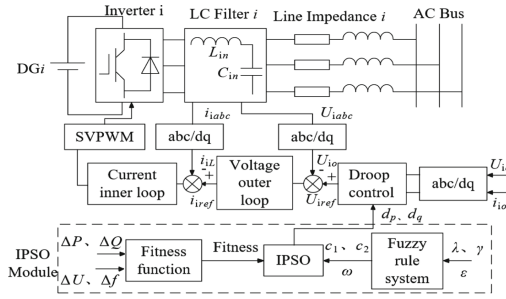 Inverter i
LC Filter i
Line Impedance i
AC Bus
DGi
L_in
C_in
i_iabc
U_iabc
SVPWM
abc/dq
abc/dq
i_iL
-
+
i_iref
U_io
-
+
U_iref
Current
inner loop
Voltage
outer loop
Droop
control
abc/dq
i_io
d_p、d_q
IPSO
Module
ΔP、ΔQ
ΔU、Δf
Fitness
function
Fitness
IPSO
c_1、c_2
ω
Fuzzy
rule
system
λ、γ
ε